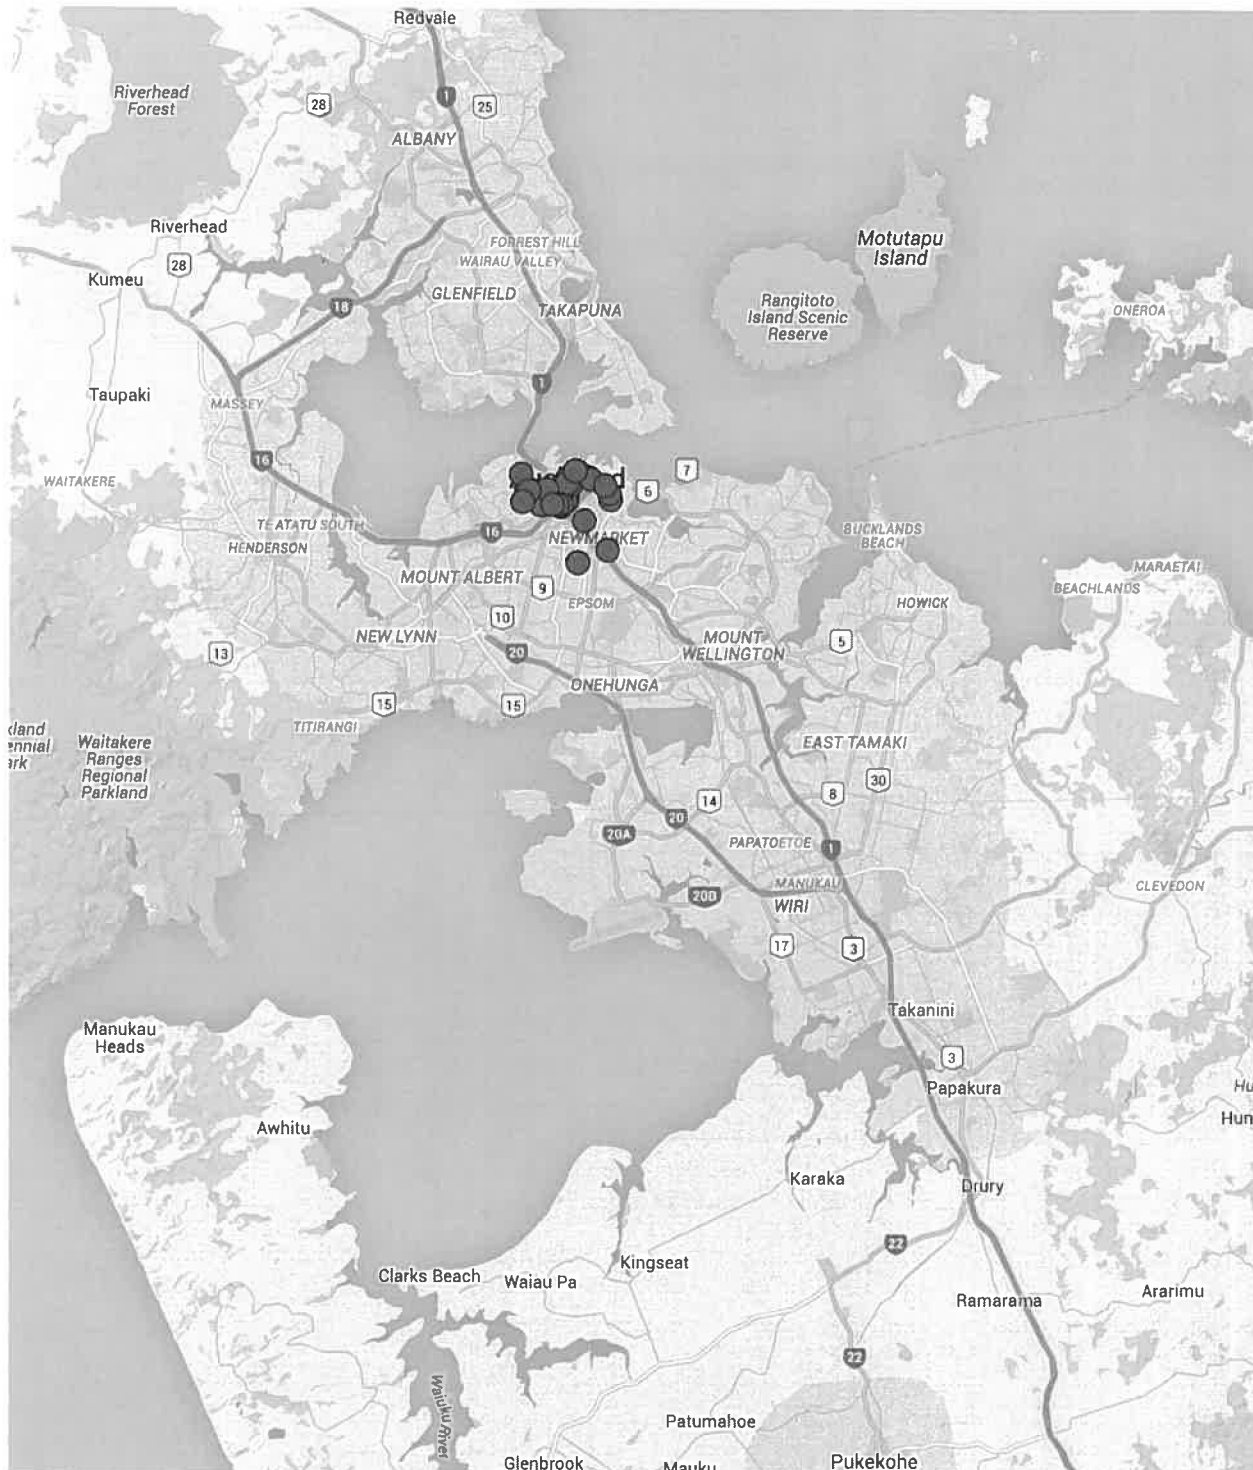 Redvale
1
25
28
Riverhead
Forest
ALBANY
Riverhead
28
Kumeu
FORREST HILL
WAIRAU VALLEY
GLENFIELD
18
TAKAPUNA
Motutapu
Island
Rangitoto
Island Scenic
Reserve
ONEROA
1
Taupaki
MASSEY
16
WAITAKERE
7
6
TE ATATU SOUTH
16
HENDERSON
NEWMARKET
BUCKLANDS
BEACH
MOUNT ALBERT
9
EPSOM
MARAETAI
BEACHLANDS
HOWICK
10
NEW LYNN
20
13
MOUNT
WELLINGTON
5
ONEHUNGA
15
15
TITIRANGI
Waitakere
Ranges
Regional
Parkland
EAST TAMAKI
30
8
14
20
20A
PAPATOETOE
1
MANUKAU
WIRI
20B
CLEVEDON
17
3
Takanini
Manukau
Heads
3
Papakura
Awhitu
Karaka
Drury
22
Kingseat
Clarks Beach
Waiau Pa
Ararimu
Ramarama
22
Waiuku River
Patumahoe
Glenbrook
Mauku
Pukekohe